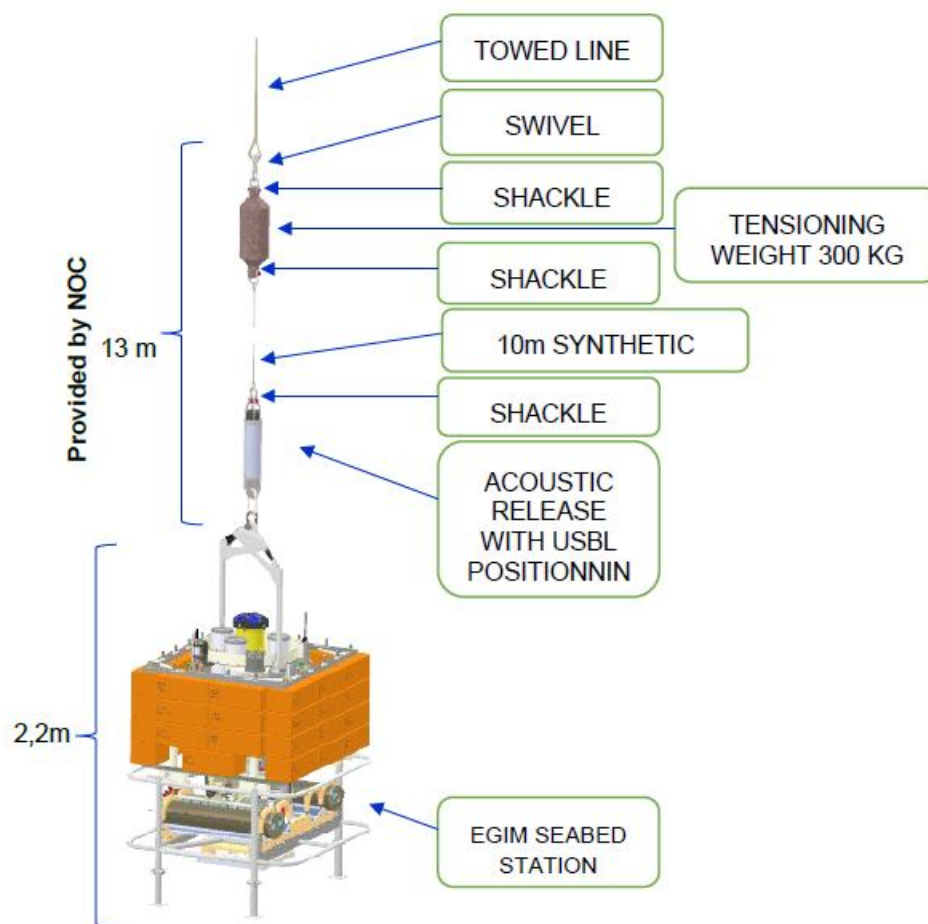 TOWED LINE
SWIVEL
SHACKLE
TENSIONING
WEIGHT 300 KG
SHACKLE
Provided by NOC
13 m
10m SYNTHETIC
SHACKLE
ACOUSTIC
RELEASE
WITH USBL
POSITIONNIN
2,2m
EGIM SEABED
STATION